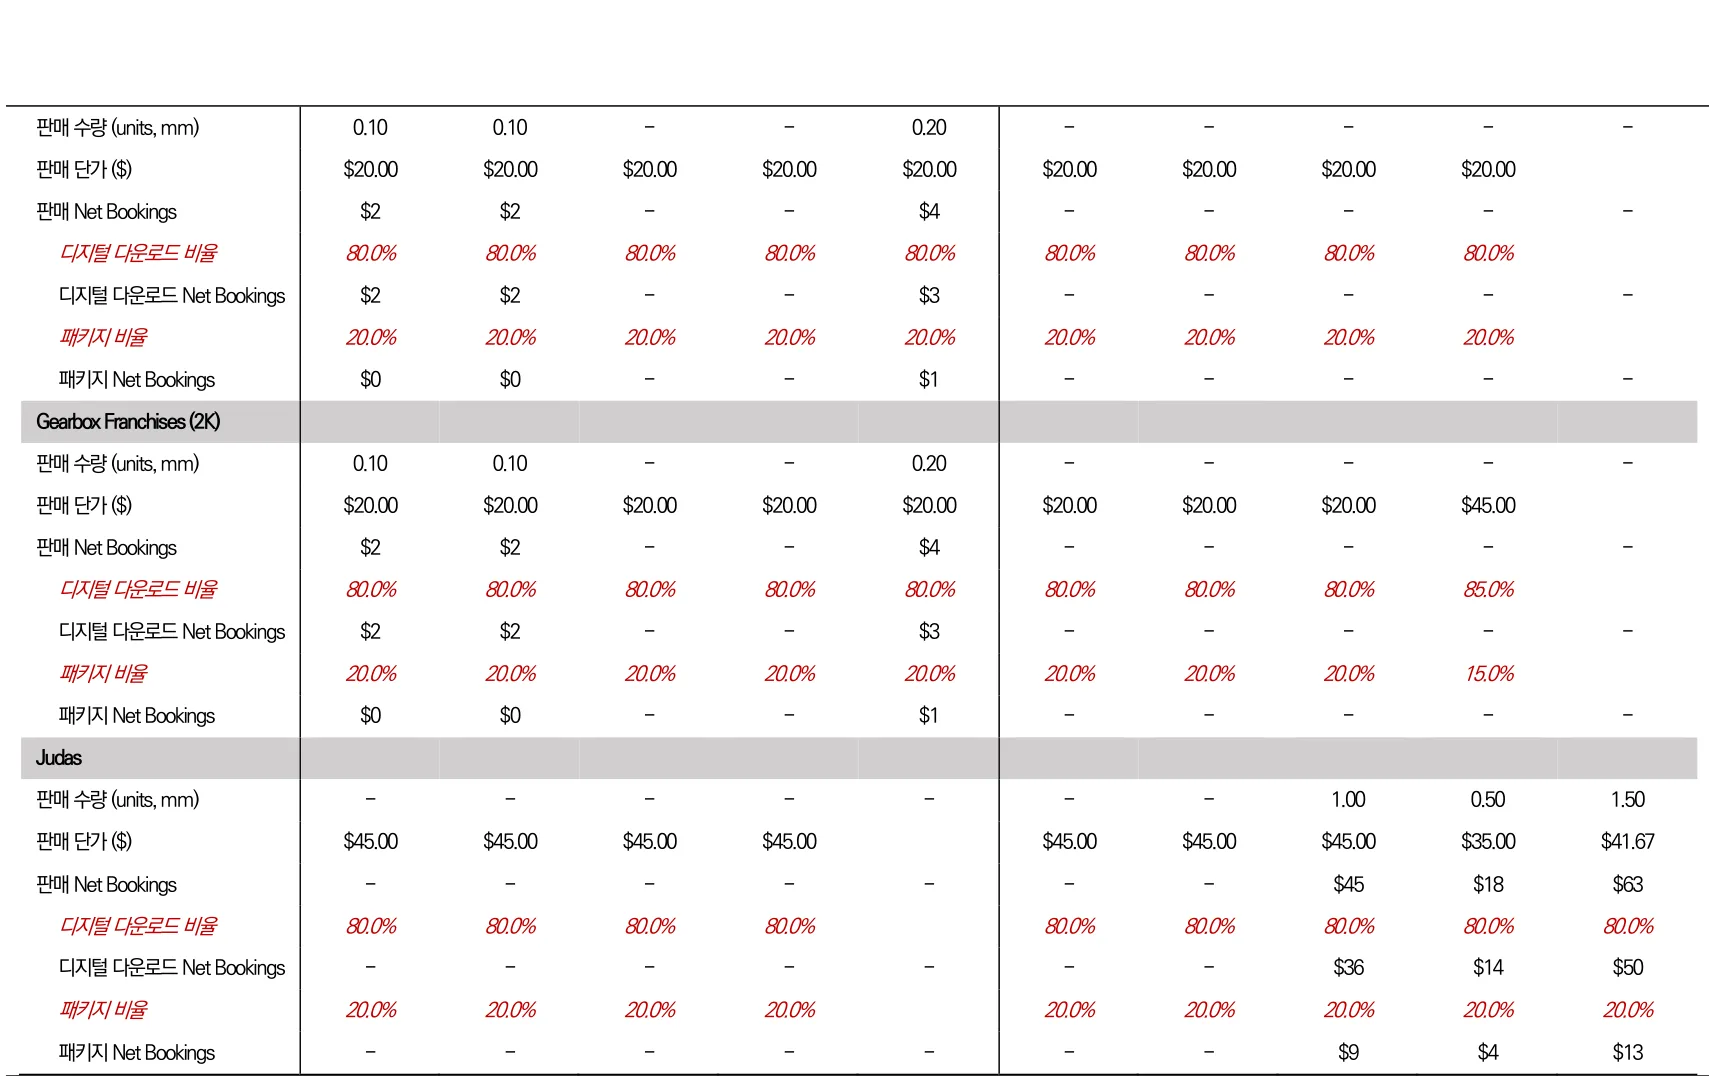 판매 수량 (units, mm) 0.10 0.10 – – 0.20 – – – – –
판매 단가 ($) $20.00 $20.00 $20.00 $20.00 $20.00 $20.00 $20.00 $20.00 $20.00
판매 Net Bookings $2 $2 – – $4 – – – – –
디지털 다운로드 비율 80.0% 80.0% 80.0% 80.0% 80.0% 80.0% 80.0% 80.0% 80.0%
디지털 다운로드 Net Bookings $2 $2 – – $3 – – – – –
패키지 비율 20.0% 20.0% 20.0% 20.0% 20.0% 20.0% 20.0% 20.0% 20.0%
패키지 Net Bookings $0 $0 – – $1 – – – – –
Gearbox Franchises (2K)
판매 수량 (units, mm) 0.10 0.10 – – 0.20 – – – – –
판매 단가 ($) $20.00 $20.00 $20.00 $20.00 $20.00 $20.00 $20.00 $20.00 $45.00
판매 Net Bookings $2 $2 – – $4 – – – – –
디지털 다운로드 비율 80.0% 80.0% 80.0% 80.0% 80.0% 80.0% 80.0% 80.0% 85.0%
디지털 다운로드 Net Bookings $2 $2 – – $3 – – – – –
패키지 비율 20.0% 20.0% 20.0% 20.0% 20.0% 20.0% 20.0% 20.0% 15.0%
패키지 Net Bookings $0 $0 – – $1 – – – – –
Judas
판매 수량 (units, mm) – – – – – – – 1.00 0.50 1.50
판매 단가 ($) $45.00 $45.00 $45.00 $45.00 $45.00 $45.00 $45.00 $35.00 $41.67
판매 Net Bookings – – – – – – – $45 $18 $63
디지털 다운로드 비율 80.0% 80.0% 80.0% 80.0% 80.0% 80.0% 80.0% 80.0% 80.0%
디지털 다운로드 Net Bookings – – – – – – – $36 $14 $50
패키지 비율 20.0% 20.0% 20.0% 20.0% 20.0% 20.0% 20.0% 20.0% 20.0%
패키지 Net Bookings – – – – – – – $9 $4 $13